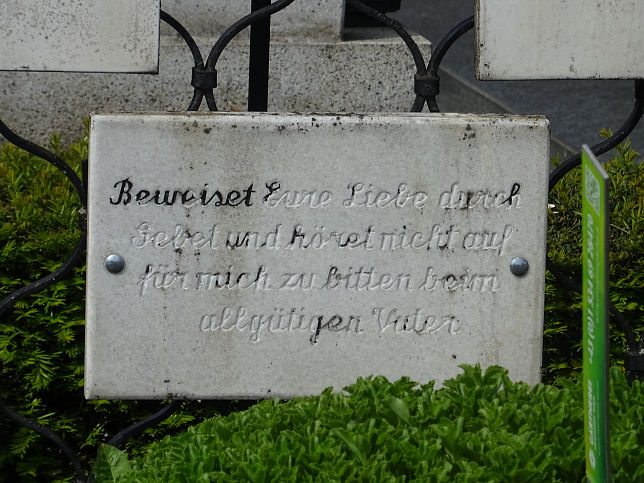 Beweiset Eure Liebe durch
Gebet und höret nicht auf
für mich zu bitten beim
allgütigen Vater